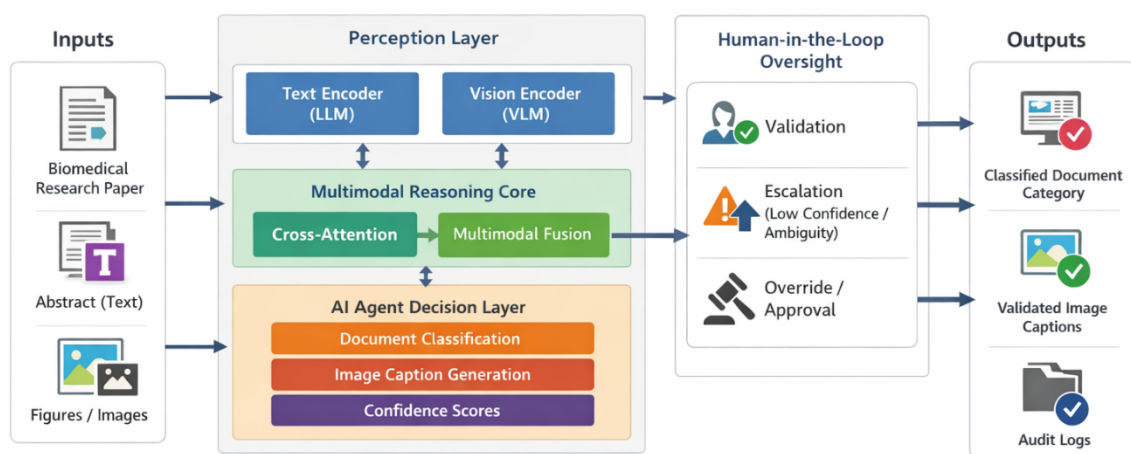 Inputs
Biomedical
Research Paper
T
Abstract (Text)
Figures / Images
Perception Layer
Text Encoder
(LLM)
Vision Encoder
(VLM)
Multimodal Reasoning Core
Cross-Attention
Multimodal Fusion
AI Agent Decision Layer
Document Classification
Image Caption Generation
Confidence Scores
Human-in-the-Loop
Oversight
Validation
Escalation
(Low Confidence /
Ambiguity)
Override /
Approval
Outputs
Classified Document
Category
Validated Image
Captions
Audit Logs